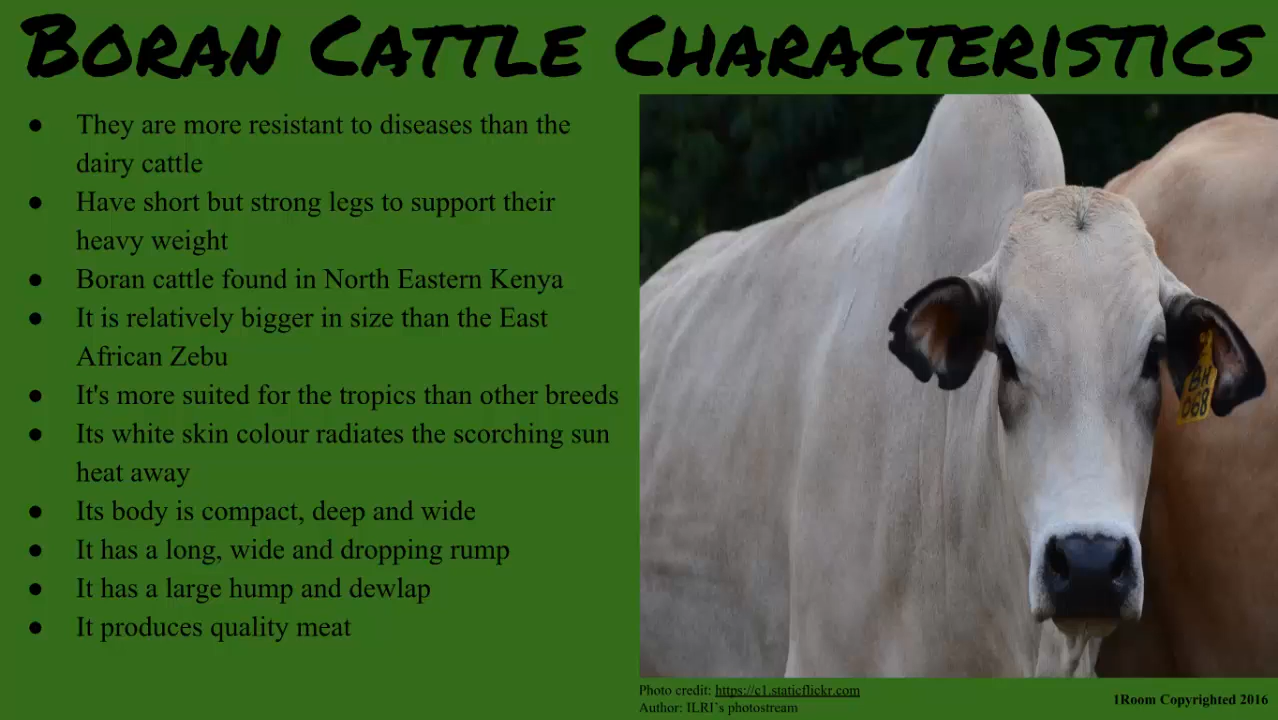 BORAN CATTLE CHARACTERISTICS
● They are more resistant to diseases than the
dairy cattle
● Have short but strong legs to support their
heavy weight
● Boran cattle found in North Eastern Kenya
● It is relatively bigger in size than the East
African Zebu
● It's more suited for the tropics than other breeds
● Its white skin colour radiates the scorching sun
heat away
● Its body is compact, deep and wide
● It has a long, wide and dropping rump
● It has a large hump and dewlap
● It produces quality meat
BH
068
Photo credit: https://c1.staticflickr.com
Author: ILRI's photostream
1Room Copyrighted 2016